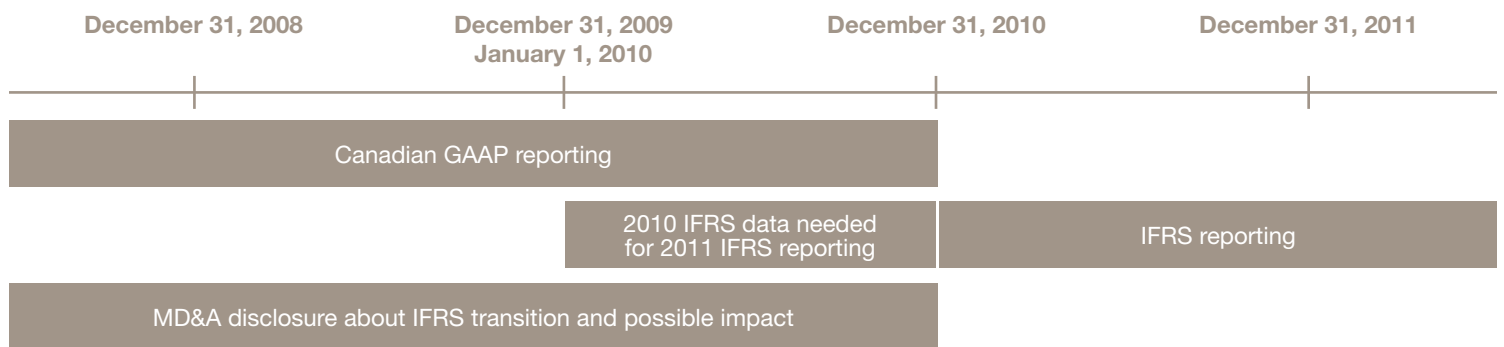 December 31, 2008
December 31, 2009
January 1, 2010
December 31, 2010
December 31, 2011
Canadian GAAP reporting
2010 IFRS data needed
for 2011 IFRS reporting
IFRS reporting
MD&A disclosure about IFRS transition and possible impact